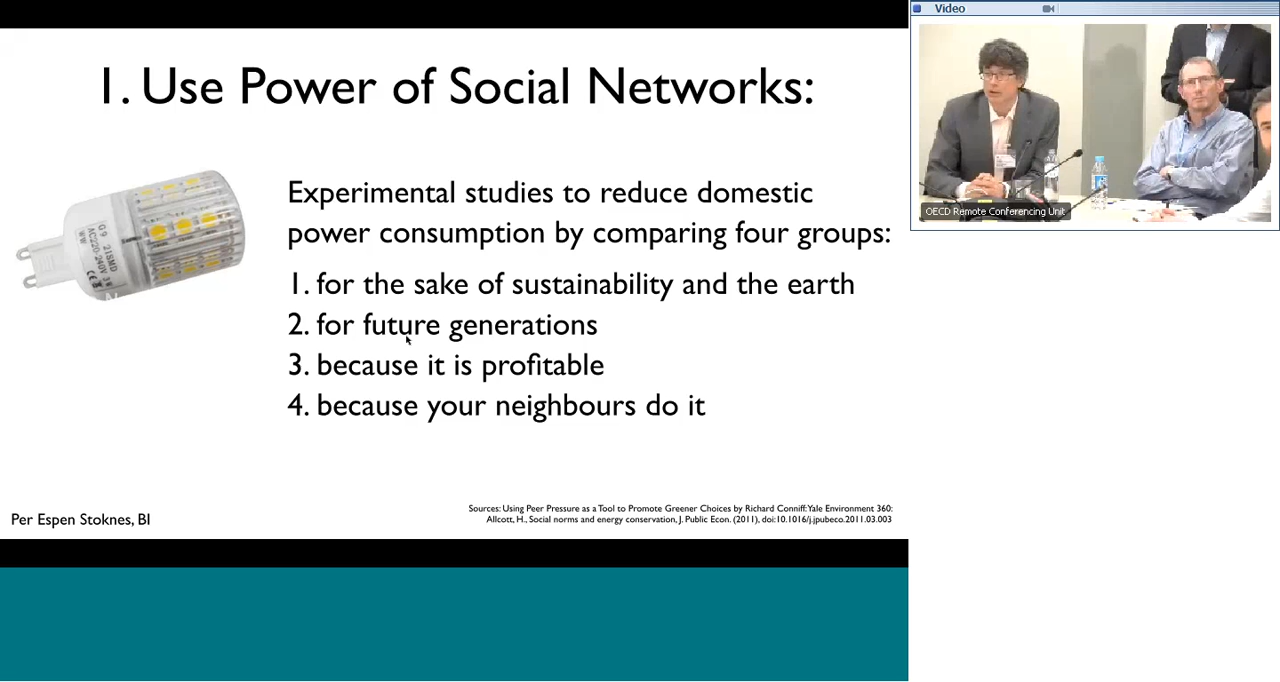 1. Use Power of Social Networks:
Experimental studies to reduce domestic
power consumption by comparing four groups:
1. for the sake of sustainability and the earth
2. for future generations
3. because it is profitable
4. because your neighbours do it
Per Espen Stoknes, BI
Sources: Using Peer Pressure as a Tool to Promote Greener Choices by Richard Conniff: Yale Environment 360:
Allcott, H., Social norms and energy conservation, J. Public Econ. (2011), doi:10.1016/j.jpubeco.2011.03.003
Video
OECD Remote Conferencing Unit